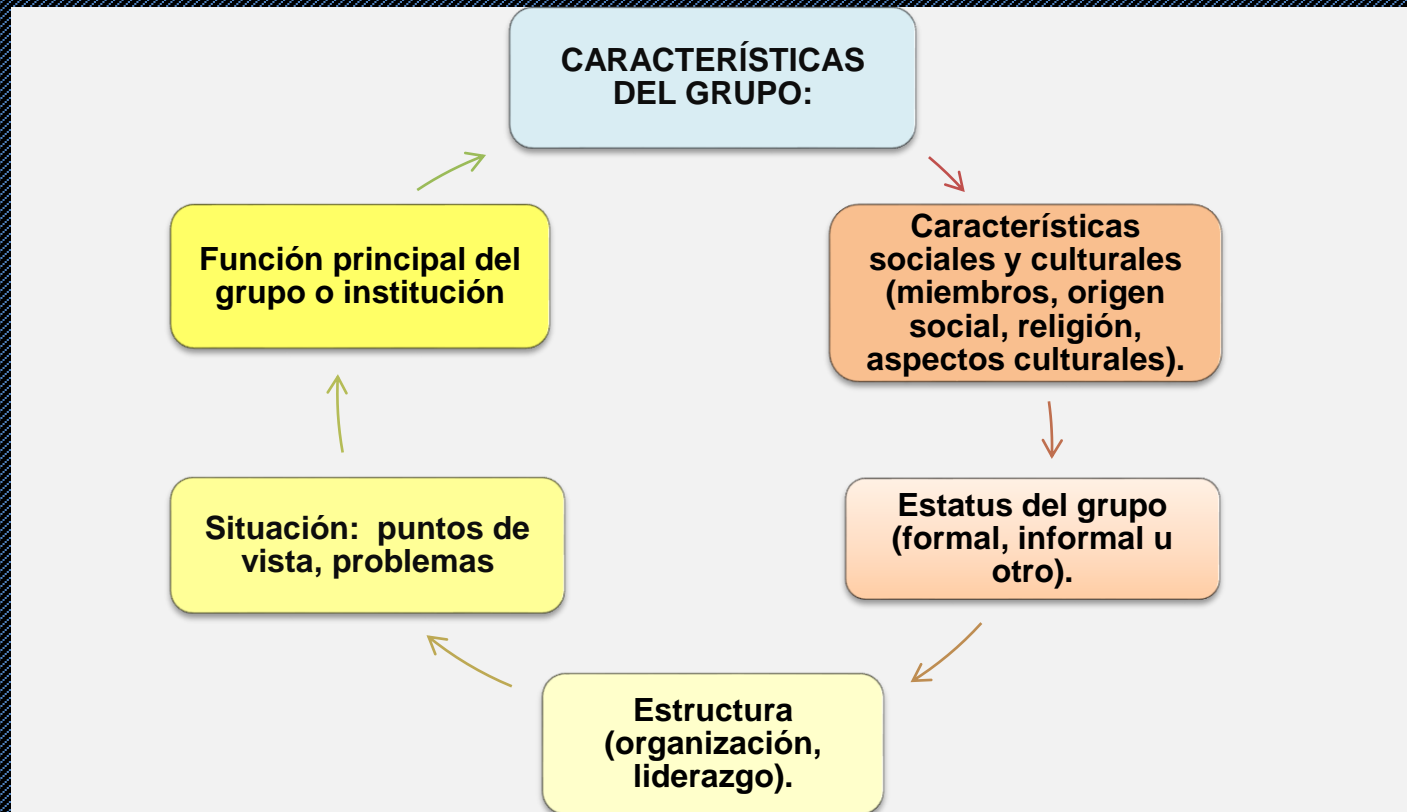 CARACTERÍSTICAS
DEL GRUPO:
Características
sociales y culturales
(miembros, origen
social, religión,
aspectos culturales).
Estatus del grupo
(formal, informal u
otro).
Estructura
(organización,
liderazgo).
Situación:  puntos de
vista, problemas
Función principal del
grupo o institución